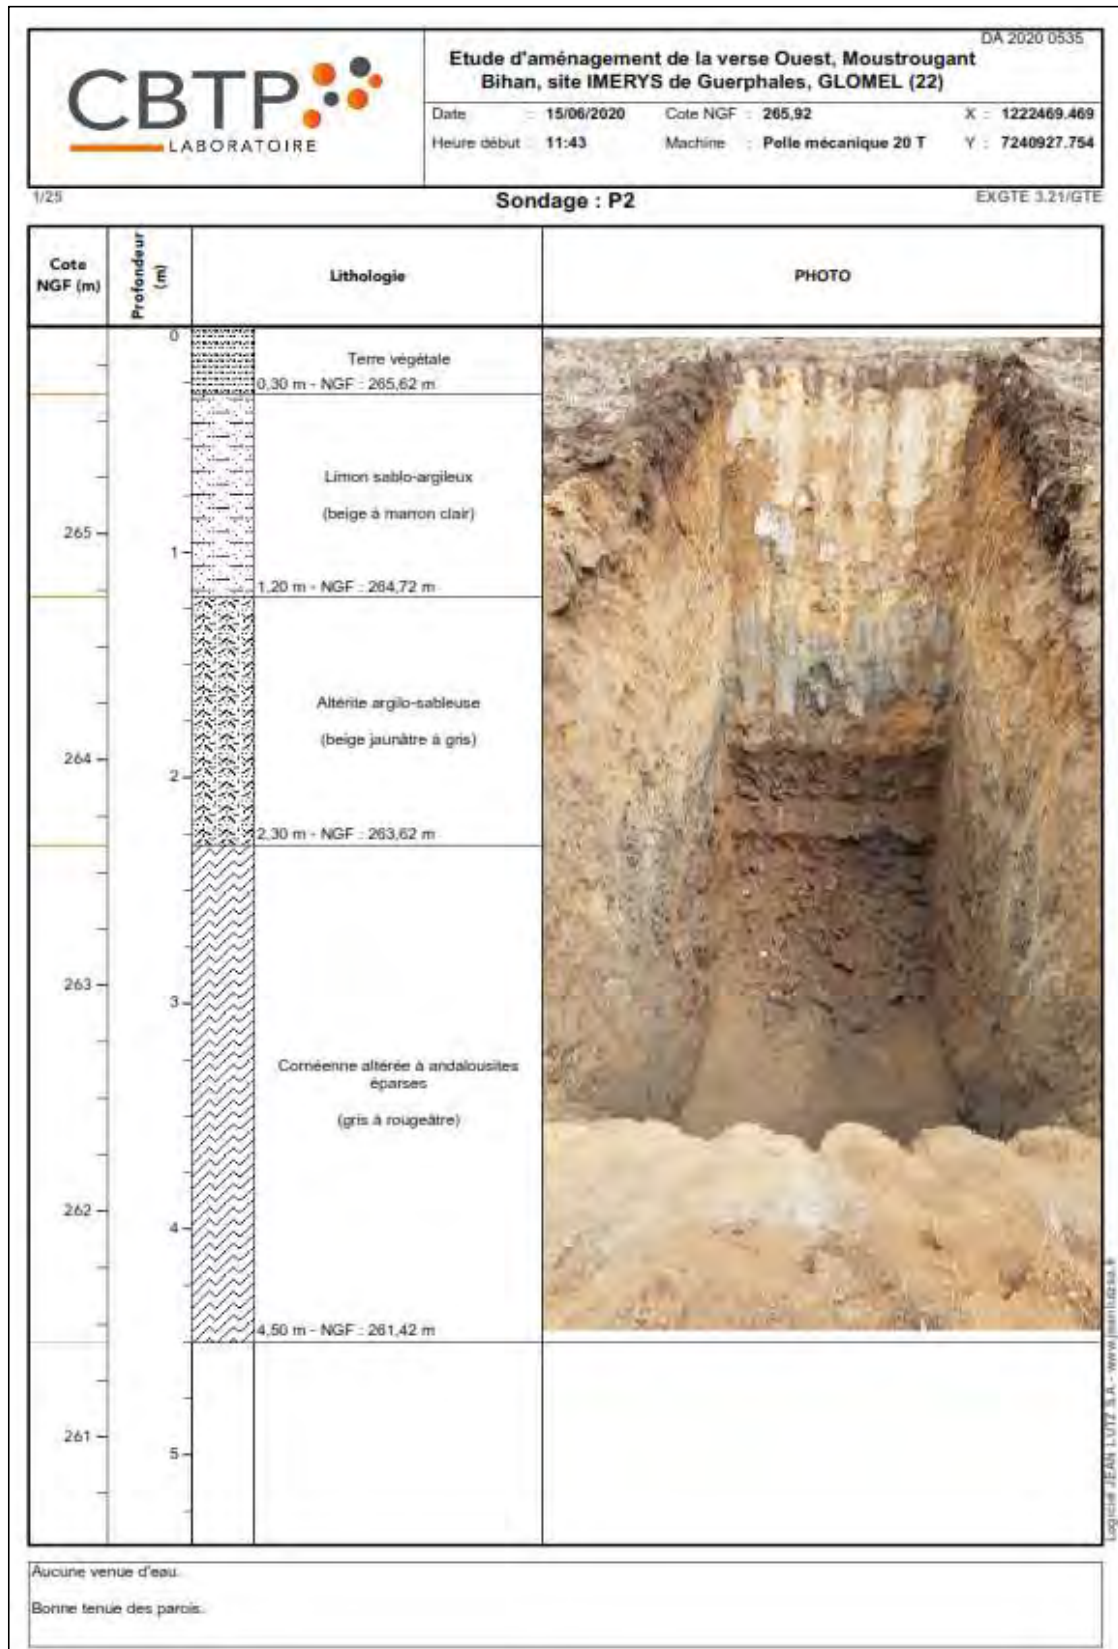 DA 2020 0535
CBTP
LABORATOIRE
Etude d'aménagement de la verse Ouest, Moustrougant
Bihan, site IMERYS de Guerphales, GLOMEL (22)
Date : 15/06/2020 Cote NGF : 265,92 X : 1222469.469
Heure début : 11:43 Machine : Pelle mécanique 20 T Y : 7240927.754
1/25
Sondage : P2
EXGTE 3.21/GTE
Cote
NGF (m)
Profondeur
(m)
Lithologie
PHOTO
0
Terre végétale
0,30 m - NGF : 265,62 m
Limon sablo-argileux
(beige à marron clair)
265
1
1,20 m - NGF : 264,72 m
Altérite argilo-sableuse
(beige jaunâtre à gris)
264
2
2,30 m - NGF : 263,62 m
263
3
Cornéenne altérée à andalousites
éparses
(gris à rougeâtre)
262
4
4,50 m - NGF : 261,42 m
261
5
Logiciel JEAN LUTZ S.A. - www.jeanlutzsa.fr
Aucune venue d'eau.
Bonne tenue des parois.